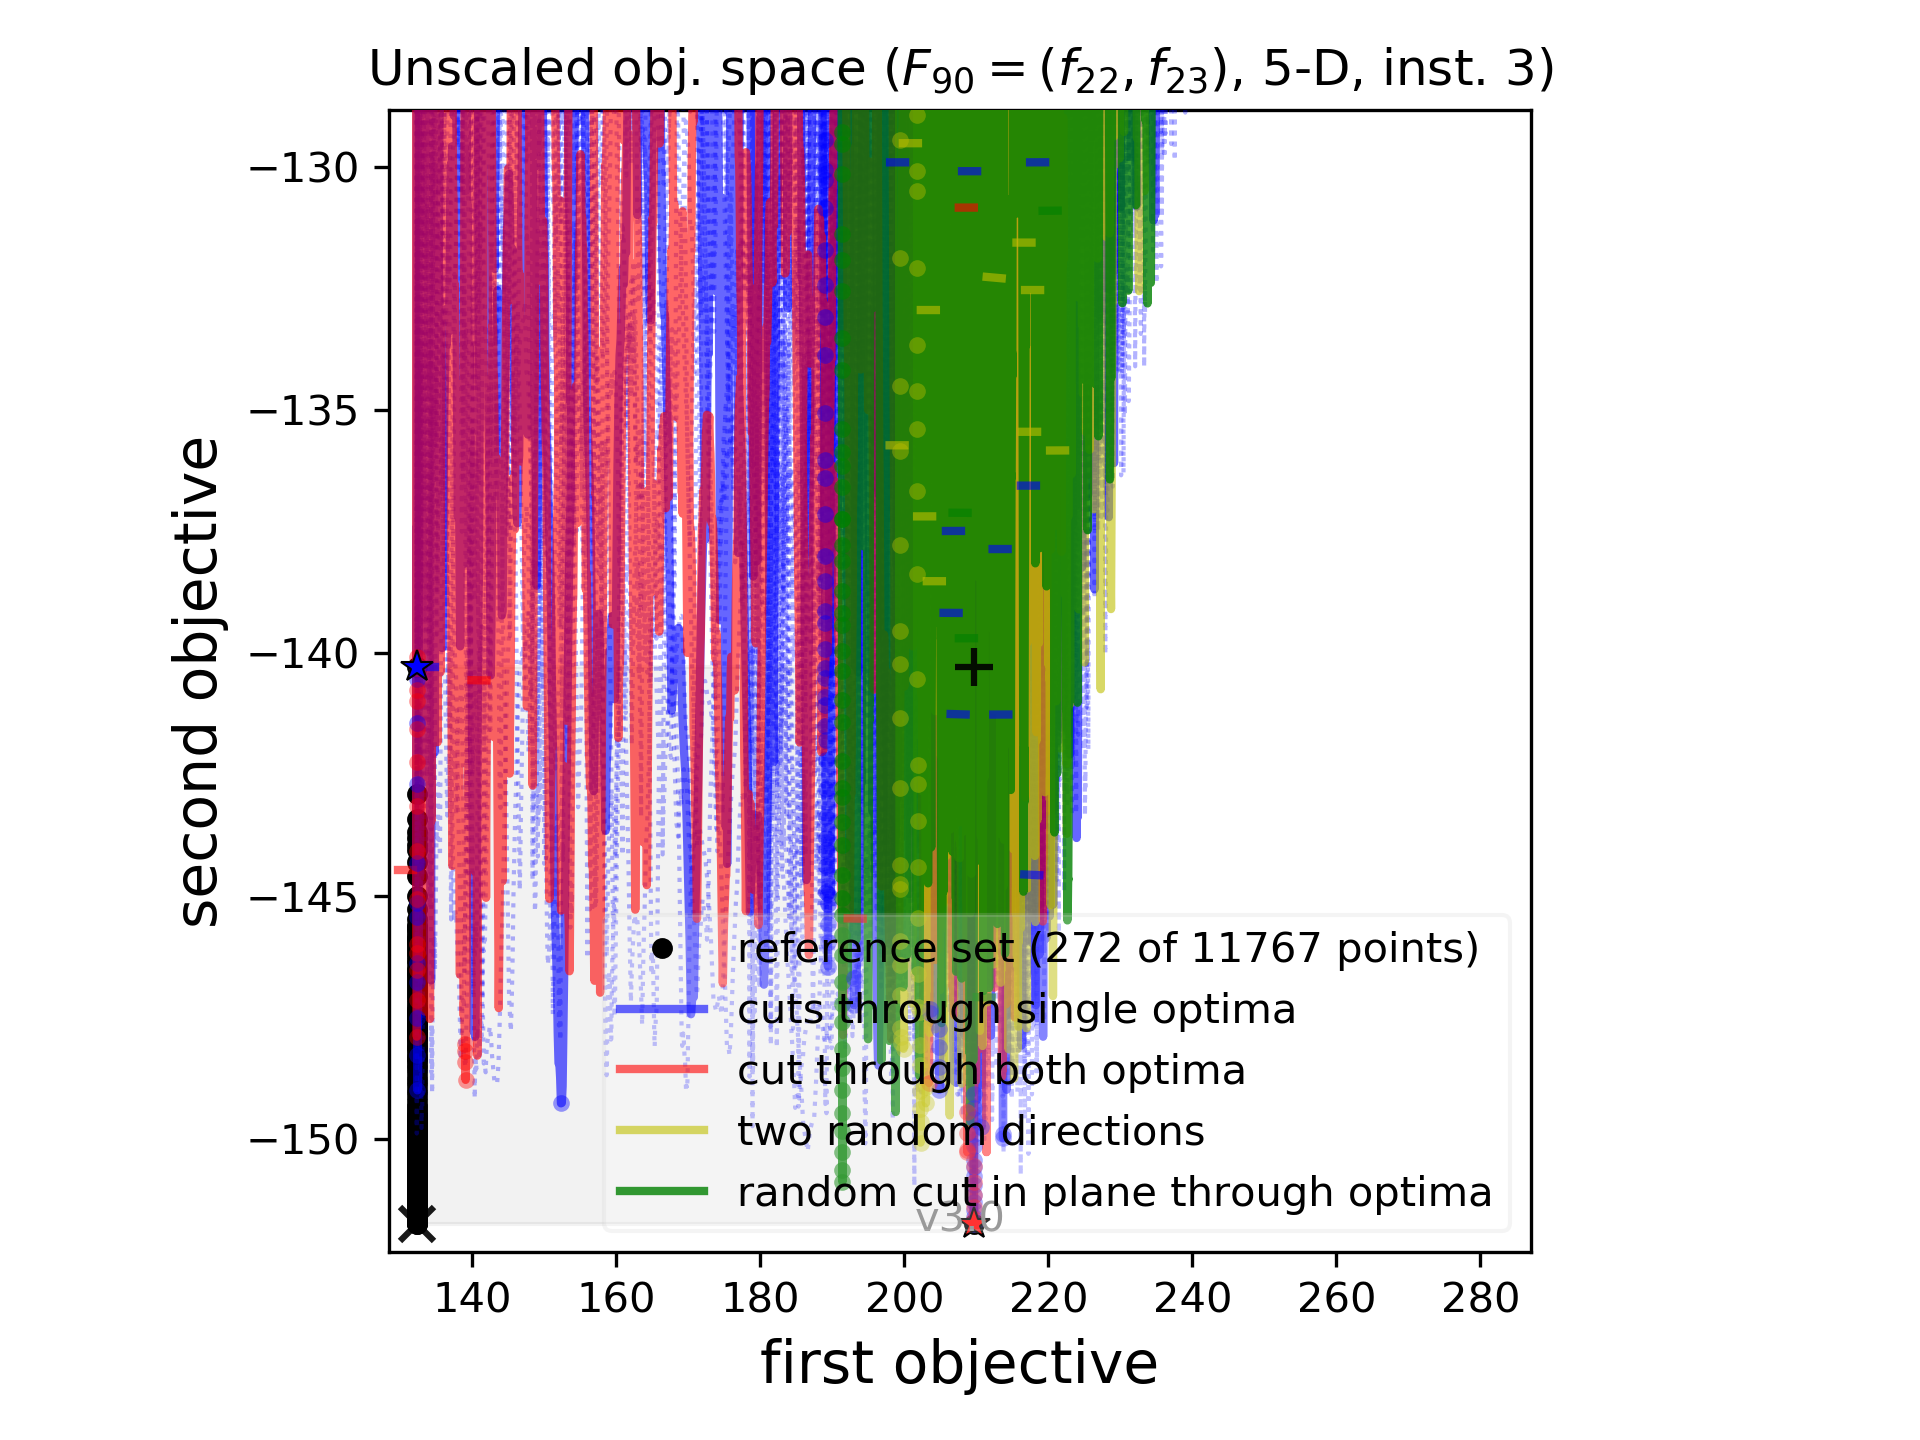 Unscaled obj. space (F₉₀ = (f₂₂, f₂₃), 5-D, inst. 3)
−130
−135
−140
−145
−150
second objective
reference set (272 of 11767 points)
cuts through single optima
cut through both optima
two random directions
random cut in plane through optima
140 160 180 200 220 240 260 280
first objective